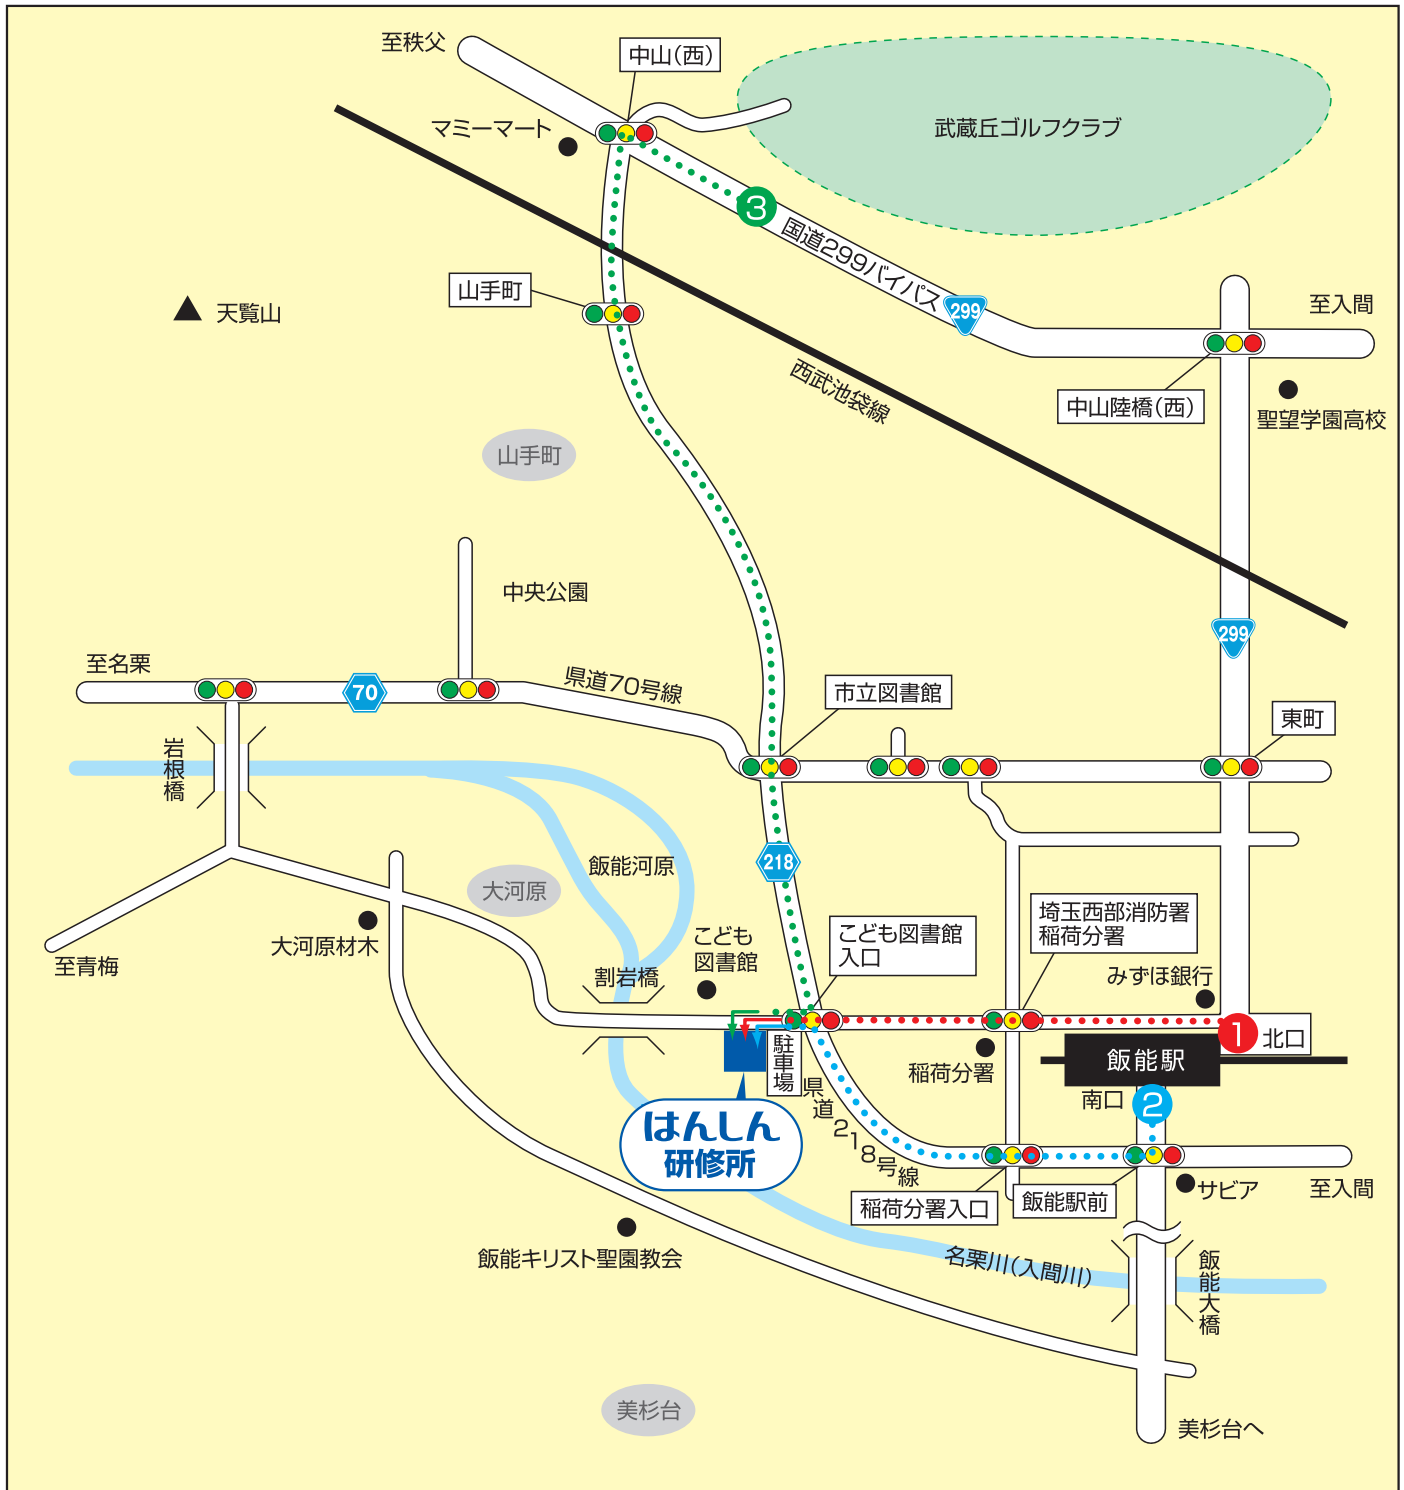 至秩父
中山(西)
マミーマート
武蔵丘ゴルフクラブ
3
国道299バイパス
299
至入間
山手町
天覧山
西武池袋線
中山陸橋(西)
聖望学園高校
山手町
中央公園
299
至名栗
70
県道70号線
市立図書館
東町
岩根橋
飯能河原
218
大河原
大河原材木
至青梅
割岩橋
こども
図書館
こども図書館
入口
埼玉西部消防署
稲荷分署
みずほ銀行
1
北口
駐車場
稲荷分署
飯能駅
南口
2
県道218号線
はんしん
研修所
稲荷分署入口
飯能駅前
サビア
至入間
飯能キリスト聖園教会
名栗川(入間川)
飯能大橋
美杉台
美杉台へ